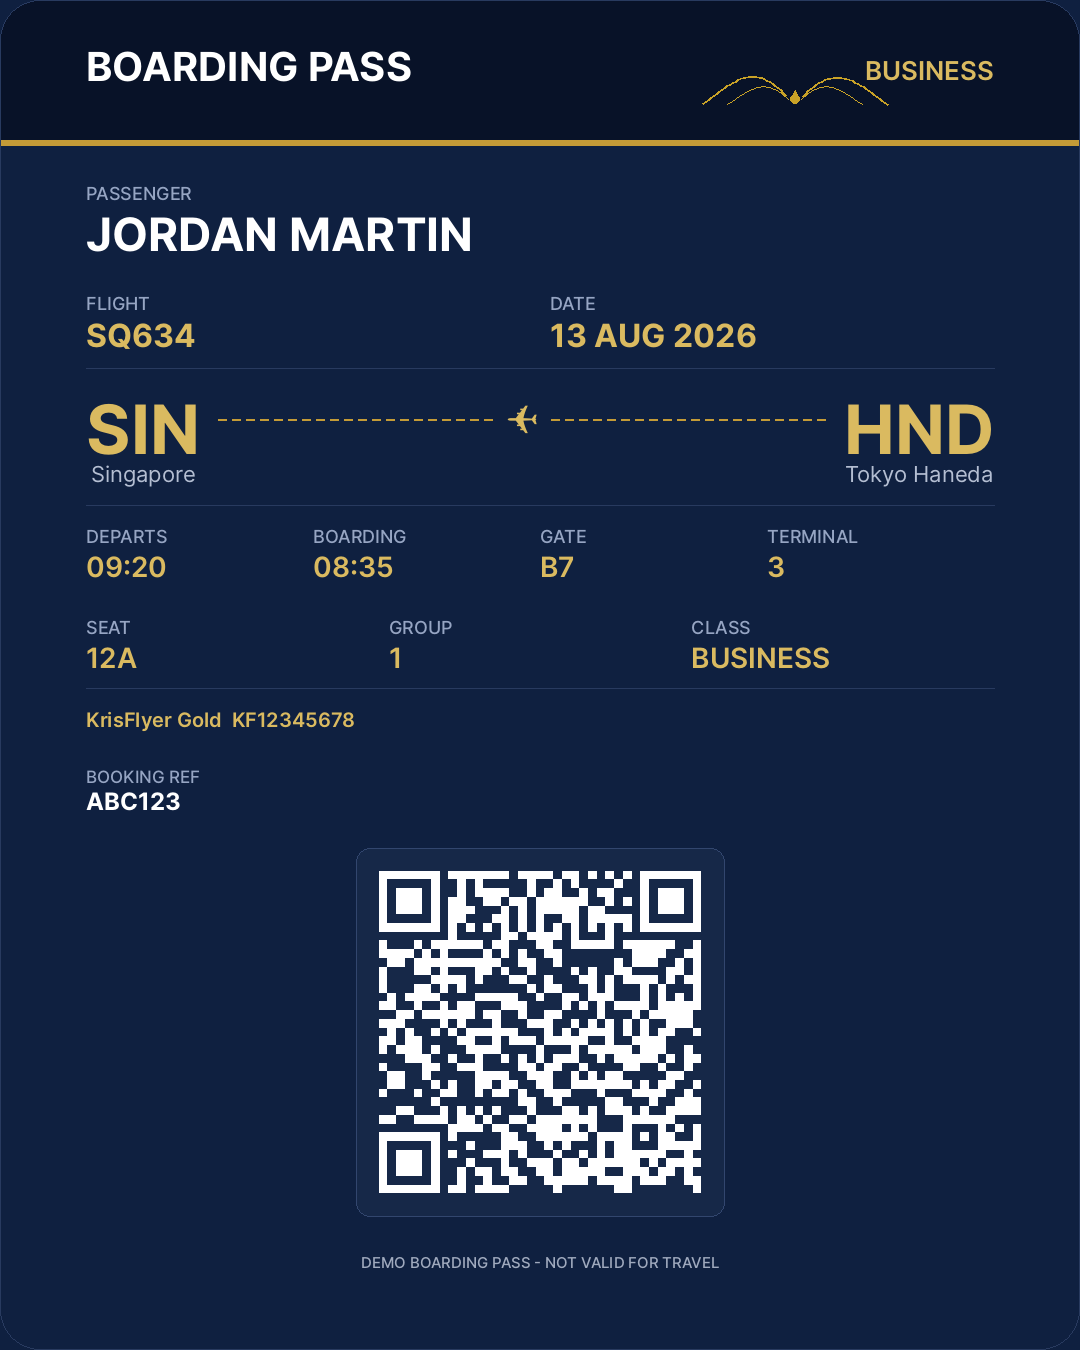 BOARDING PASS
BUSINESS
PASSENGER
JORDAN MARTIN
FLIGHT DATE
SQ634 13 AUG 2026
SIN HND
Singapore Tokyo Haneda
DEPARTS BOARDING GATE TERMINAL
09:20 08:35 B7 3
SEAT GROUP CLASS
12A 1 BUSINESS
KrisFlyer Gold KF12345678
BOOKING REF
ABC123
DEMO BOARDING PASS - NOT VALID FOR TRAVEL